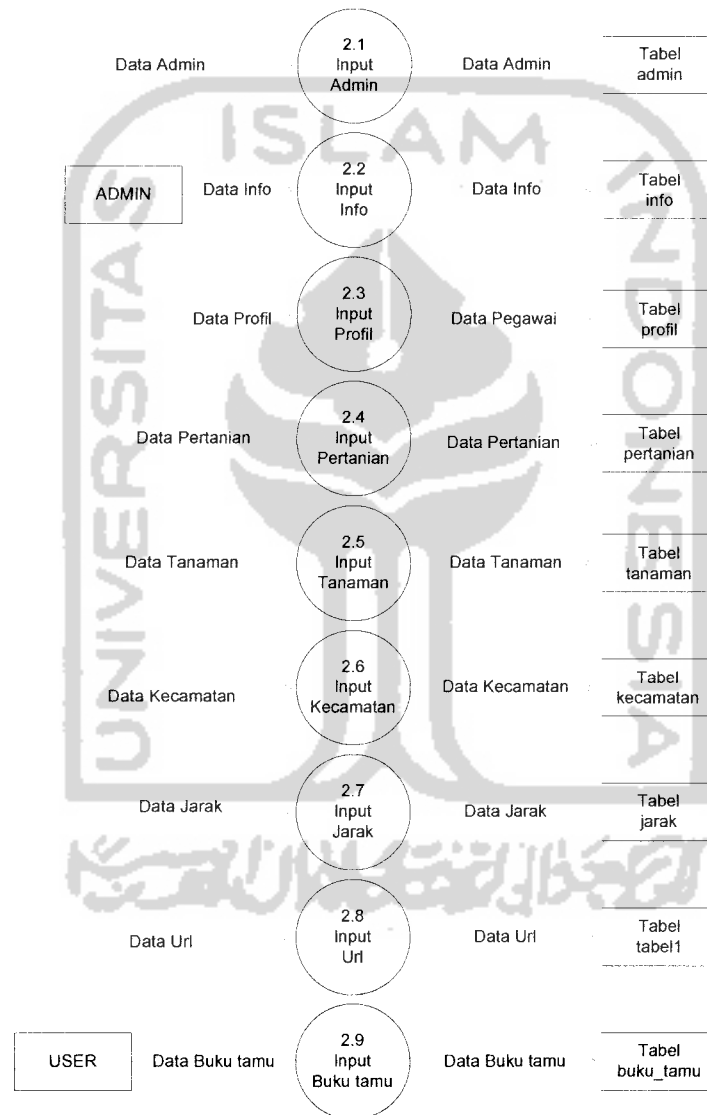 Data Admin
2.1
Input
Admin
Data Admin
Tabel
admin
ISLAM
ADMIN
Data Info
2.2
Input
Info
Data Info
Tabel
info
UNIVERSITAS
INDONESIA
Data Profil
2.3
Input
Profil
Data Pegawai
Tabel
profil
Data Pertanian
2.4
Input
Pertanian
Data Pertanian
Tabel
pertanian
Data Tanaman
2.5
Input
Tanaman
Data Tanaman
Tabel
tanaman
Data Kecamatan
2.6
Input
Kecamatan
Data Kecamatan
Tabel
kecamatan
Data Jarak
2.7
Input
Jarak
Data Jarak
Tabel
jarak
Data Url
2.8
Input
Url
Data Url
Tabel
tabel1
USER
Data Buku tamu
2.9
Input
Buku tamu
Data Buku tamu
Tabel
buku_tamu